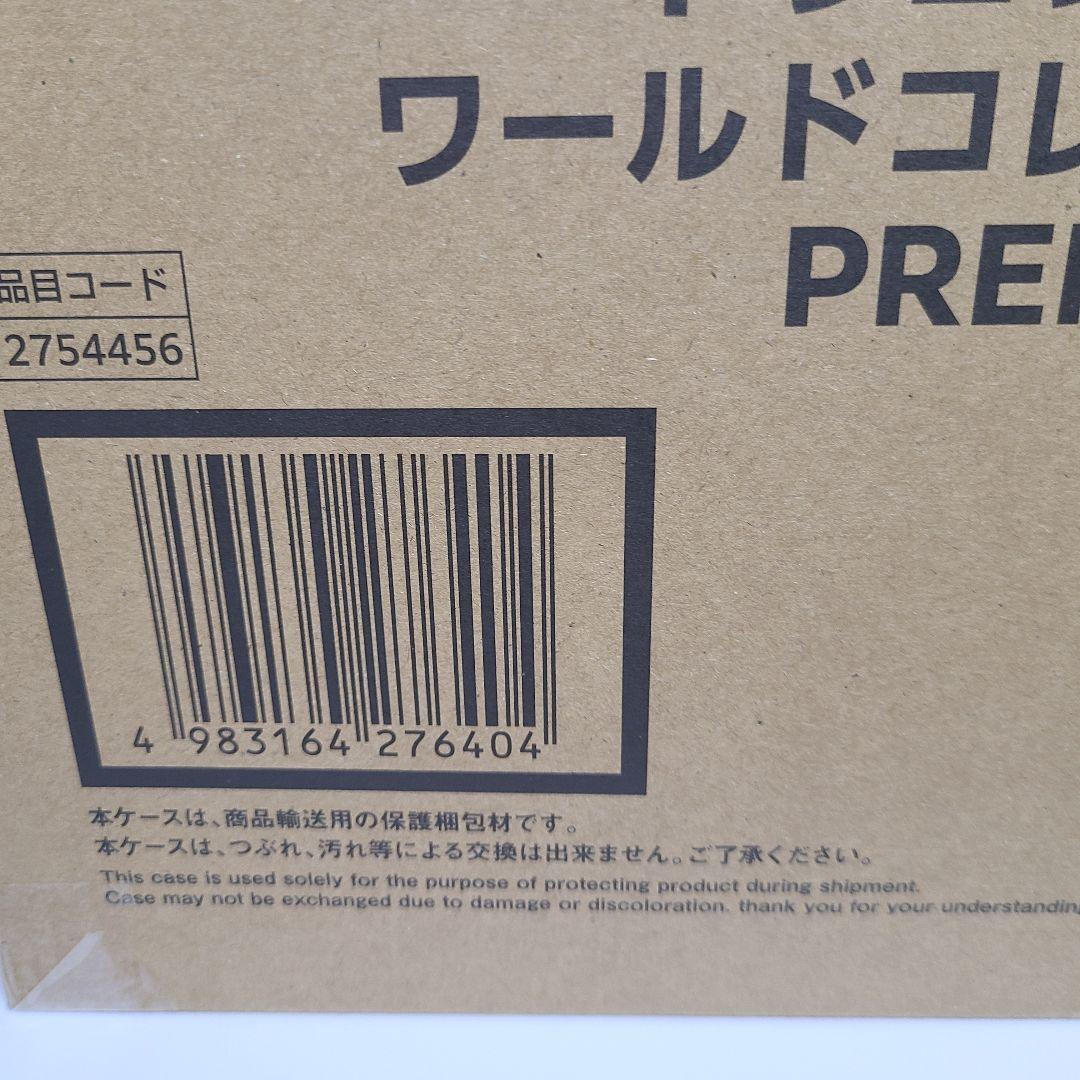 ワールドコレ
PRE
品目コード
2754456
4 983164 276404
本ケースは、商品輸送用の保護梱包材です。
本ケースは、つぶれ、汚れ等による交換は出来ません。ご了承ください。
This case is used solely for the purpose of protecting product during shipment.
Case may not be exchanged due to damage or discoloration. thank you for your understanding